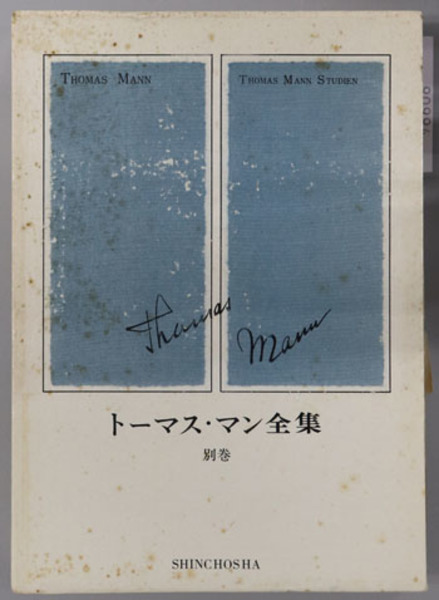 THOMAS MANN
THOMAS MANN STUDIEN
Thomas
Mann
トーマス・マン全集
別巻
SHINCHOSHA